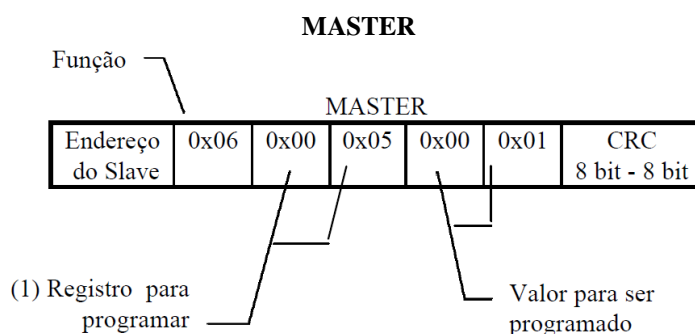 MASTER
Função
MASTER
Endereço do Slave 0x06 0x00 0x05 0x00 0x01 CRC 8 bit - 8 bit
(1) Registro para
programar
Valor para ser
programado